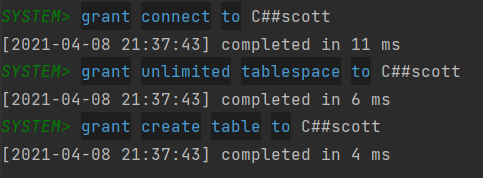 SYSTEM> grant connect to C##scott
[2021-04-08 21:37:43] completed in 11 ms
SYSTEM> grant unlimited tablespace to C##scott
[2021-04-08 21:37:43] completed in 6 ms
SYSTEM> grant create table to C##scott
[2021-04-08 21:37:43] completed in 4 ms